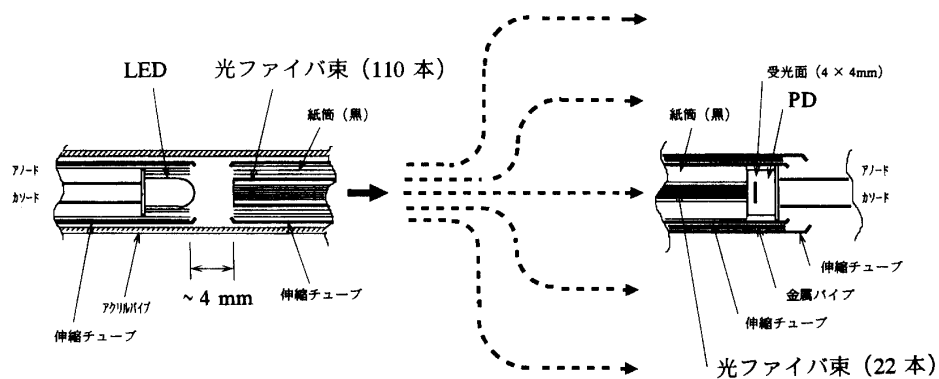 LED
光ファイバ束（110 本）
紙筒（黒）
アノード
カソード
~ 4 mm
アクリルパイプ
伸縮チューブ
伸縮チューブ
受光面（4 × 4mm）
PD
紙筒（黒）
アノード
カソード
伸縮チューブ
金属パイプ
伸縮チューブ
光ファイバ束（22 本）